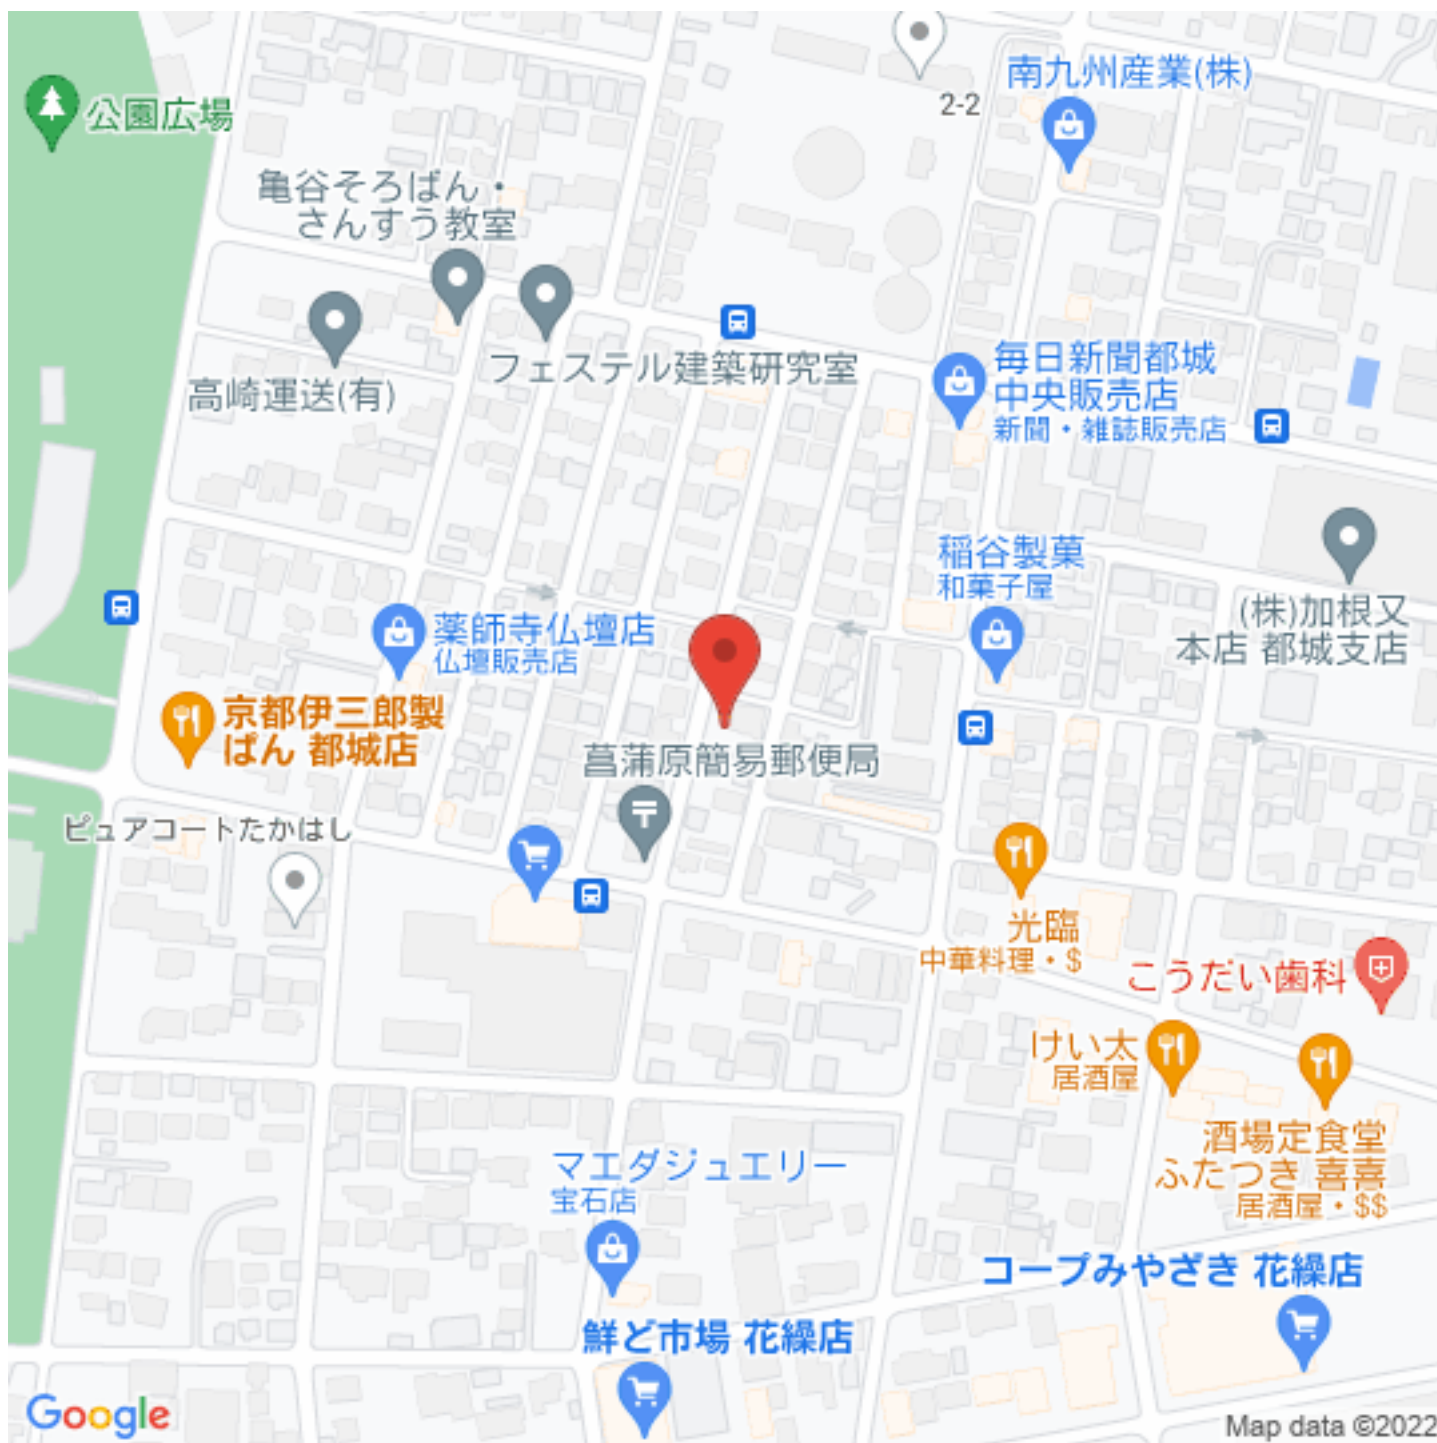 南九州産業(株)
2-2
公園広場
亀谷そろばん・
さんすう教室
フェステル建築研究室
高崎運送(有)
毎日新聞都城
中央販売店
新聞・雑誌販売店
稲谷製菓
和菓子屋
(株)加根又
本店 都城支店
薬師寺仏壇店
仏壇販売店
京都伊三郎製
ぱん 都城店
菖蒲原簡易郵便局
ピュアコートたかはし
光臨
中華料理・$
こうだい歯科
けい太
居酒屋
酒場定食堂
ふたつき 喜喜
居酒屋・$$
マエダジュエリー
宝石店
コープみやざき 花繰店
鮮ど市場 花繰店
Google
Map data ©2022